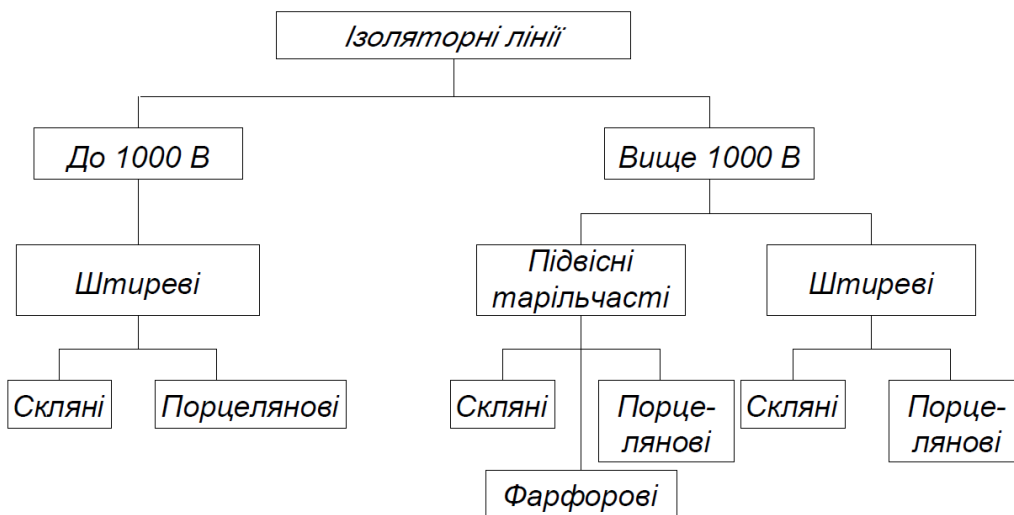 Ізоляторні лінії
До 1000 В
Вище 1000 В
Штиреві
Підвісні
тарільчасті
Штиреві
Скляні
Порцелянові
Скляні
Порце-
лянові
Скляні
Порце-
лянові
Фарфорові